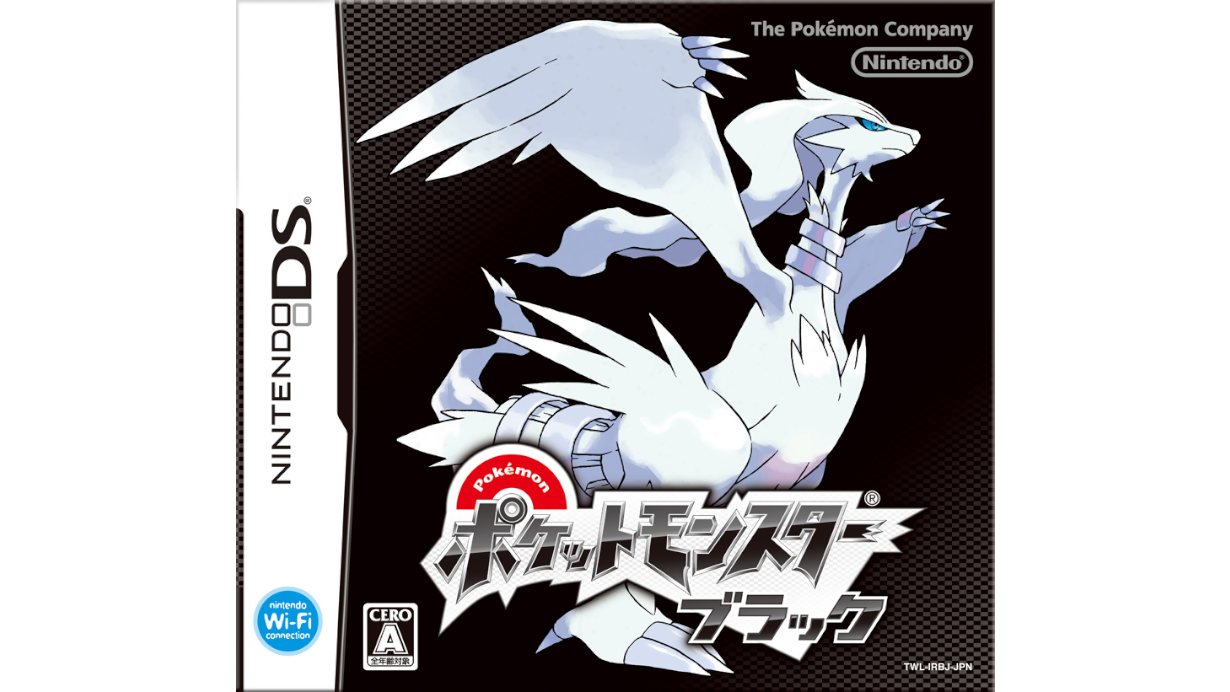 The Pokémon Company
Nintendo®
NINTENDO DS®
Pokémon
ポケットモンスター®
ブラック
nintendo
Wi-Fi
connection
CERO
A
全年齢対象
TWL-IRBJ-JPN